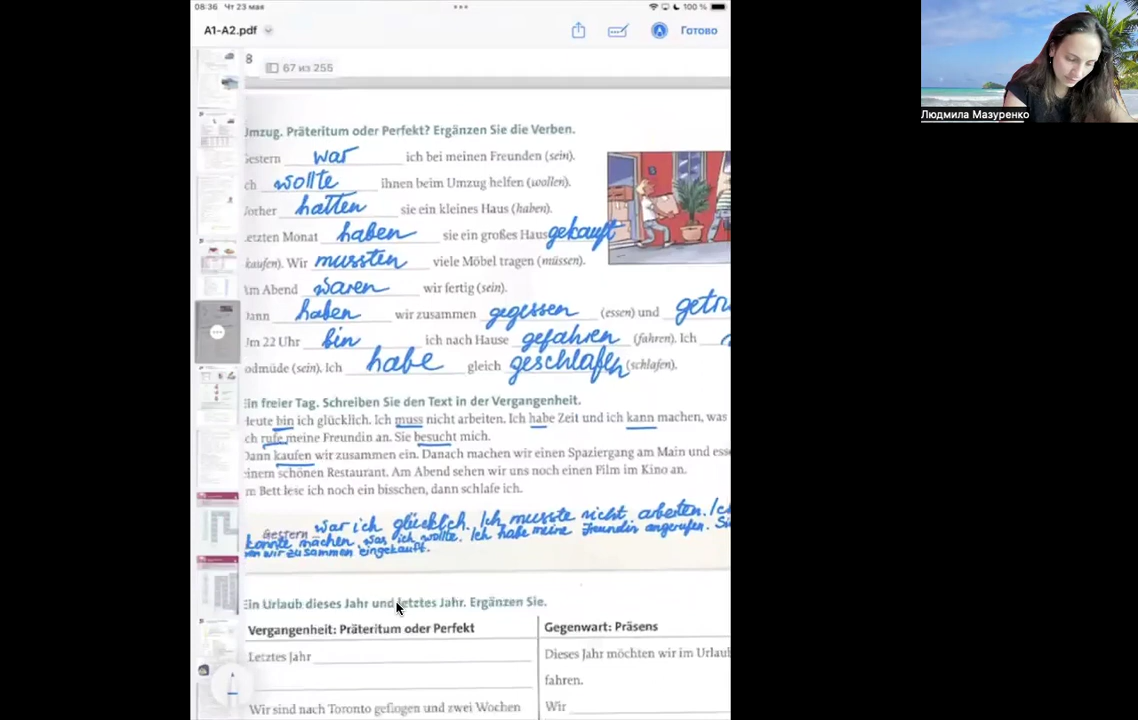 08:36 Чт 23 мая 100 %
A1-A2.pdf Готово
8
67 из 255
Umzug. Präteritum oder Perfekt? Ergänzen Sie die Verben.
Gestern war ich bei meinen Freunden (sein).
Ich wollte ihnen beim Umzug helfen (wollen).
Vorher hatten sie ein kleines Haus (haben).
Letzten Monat haben sie ein großes Haus gekauft
(kaufen). Wir mussten viele Möbel tragen (müssen).
Am Abend waren wir fertig (sein).
Dann haben wir zusammen gegessen (essen) und getru
Um 22 Uhr bin ich nach Hause gefahren (fahren). Ich
todmüde (sein). Ich habe gleich geschlafen (schlafen).
Ein freier Tag. Schreiben Sie den Text in der Vergangenheit.
Heute bin ich glücklich. Ich muss nicht arbeiten. Ich habe Zeit und ich kann machen, was
ich rufe meine Freundin an. Sie besucht mich.
Dann kaufen wir zusammen ein. Danach machen wir einen Spaziergang am Main und esse
einem schönen Restaurant. Am Abend sehen wir uns noch einen Film im Kino an.
Im Bett lese ich noch ein bisschen, dann schlafe ich.
Gestern war ich glücklich. Ich musste nicht arbeiten. Ic
konnte machen, was ich wollte. Ich habe meine Freundin angerufen. Si
en wir zusammen eingekauft.
Ein Urlaub dieses Jahr und letztes Jahr. Ergänzen Sie.
Vergangenheit: Präteritum oder Perfekt Gegenwart: Präsens
Letztes Jahr Dieses Jahr möchten wir im Urlaub
fahren.
Wir sind nach Toronto geflogen und zwei Wochen Wir
Людмила Мазуренко